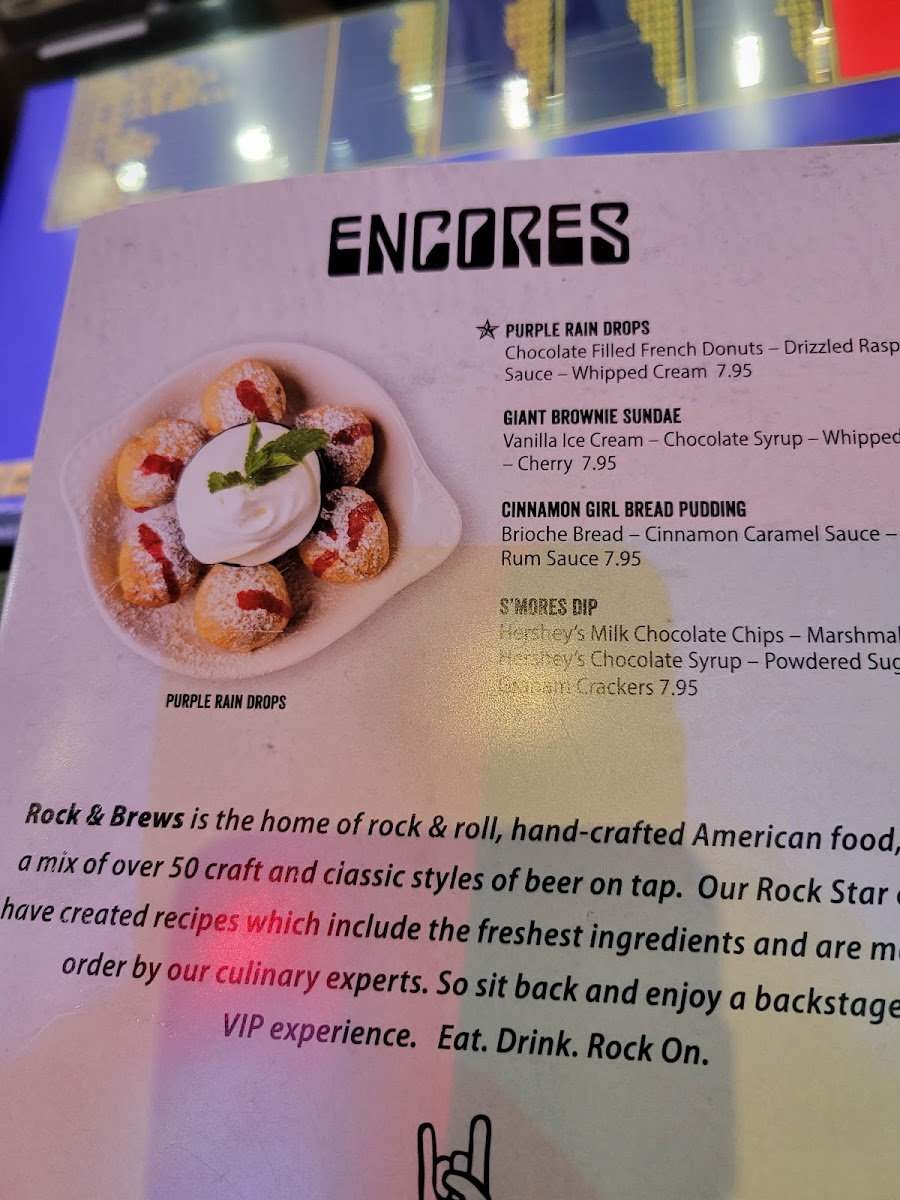 ENCORES
PURPLE RAIN DROPS
Chocolate Filled French Donuts – Drizzled Rasp
Sauce – Whipped Cream 7.95
GIANT BROWNIE SUNDAE
Vanilla Ice Cream – Chocolate Syrup – Whipped
– Cherry 7.95
CINNAMON GIRL BREAD PUDDING
Brioche Bread – Cinnamon Caramel Sauce –
Rum Sauce 7.95
S'MORES DIP
Hershey's Milk Chocolate Chips – Marshmal
Hershey's Chocolate Syrup – Powdered Sug
Graham Crackers 7.95
PURPLE RAIN DROPS
Rock & Brews is the home of rock & roll, hand-crafted American food,
a mix of over 50 craft and classic styles of beer on tap. Our Rock Star
have created recipes which include the freshest ingredients and are m
order by our culinary experts. So sit back and enjoy a backstage
VIP experience. Eat. Drink. Rock On.